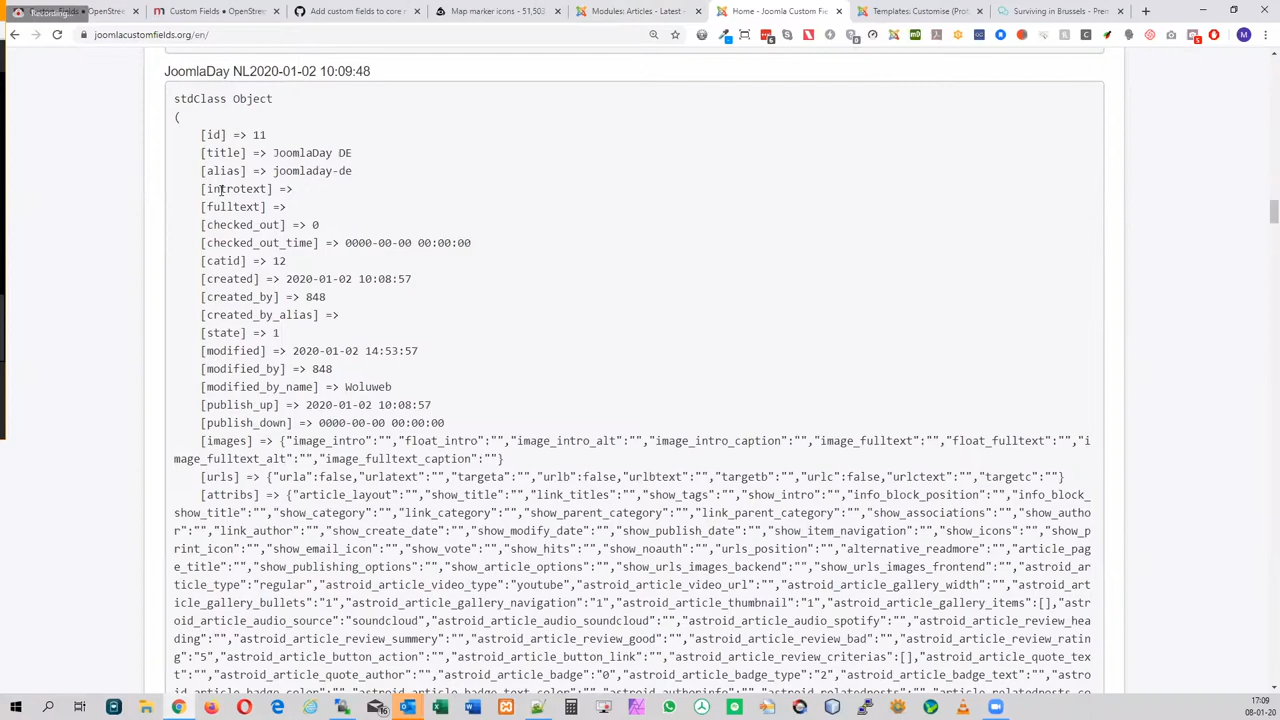 Recording...
Custom Fields • OpenStree
Custom Fields • OpenStree
Add custom fields to core m
Map marker icon - 51,503
Modules: Articles - Latest -
Home - Joomla Custom Field
Templates: Customise (Prot
Surviving in Brussels - Prem
joomlacustomfields.org/en/
JoomlaDay NL2020-01-02 10:09:48
stdClass Object
(
[id] => 11
[title] => JoomlaDay DE
[alias] => joomladay-de
[introtext] =>
[fulltext] =>
[checked_out] => 0
[checked_out_time] => 0000-00-00 00:00:00
[catid] => 12
[created] => 2020-01-02 10:08:57
[created_by] => 848
[created_by_alias] =>
[state] => 1
[modified] => 2020-01-02 14:53:57
[modified_by] => 848
[modified_by_name] => Woluweb
[publish_up] => 2020-01-02 10:08:57
[publish_down] => 0000-00-00 00:00:00
[images] => {"image_intro":"","float_intro":"","image_intro_alt":"","image_intro_caption":"","image_fulltext":"","float_fulltext":"","i
mage_fulltext_alt":"","image_fulltext_caption":""}
[urls] => {"urla":false,"urlatext":"","targeta":"","urlb":false,"urlbtext":"","targetb":"","urlc":false,"urlctext":"","targetc":""}
[attribs] => {"article_layout":"","show_title":"","link_titles":"","show_tags":"","show_intro":"","info_block_position":"","info_block_
show_title":"","show_category":"","link_category":"","show_parent_category":"","link_parent_category":"","show_associations":"","show_autho
r":"","link_author":"","show_create_date":"","show_modify_date":"","show_publish_date":"","show_item_navigation":"","show_icons":"","show_p
rint_icon":"","show_email_icon":"","show_vote":"","show_hits":"","show_noauth":"","urls_position":"","alternative_readmore":"","article_pag
e_title":"","show_publishing_options":"","show_article_options":"","show_urls_images_backend":"","show_urls_images_frontend":"","astroid_ar
ticle_type":"regular","astroid_article_video_type":"youtube","astroid_article_video_url":"","astroid_article_gallery_width":"","astroid_art
icle_gallery_bullets":"1","astroid_article_gallery_navigation":"1","astroid_article_thumbnail":"1","astroid_article_gallery_items":[],"astr
oid_article_audio_source":"soundcloud","astroid_article_audio_soundcloud":"","astroid_article_audio_spotify":"","astroid_article_review_hea
ding":"","astroid_article_review_summery":"","astroid_article_review_good":"","astroid_article_review_bad":"","astroid_article_review_ratin
g":"5","astroid_article_button_action":"","astroid_article_button_link":"","astroid_article_review_criterias":[],"astroid_article_quote_tex
t":"","astroid_article_quote_author":"","astroid_article_badge":"0","astroid_article_badge_type":"2","astroid_article_badge_text":"","astro
17:09
08-01-20